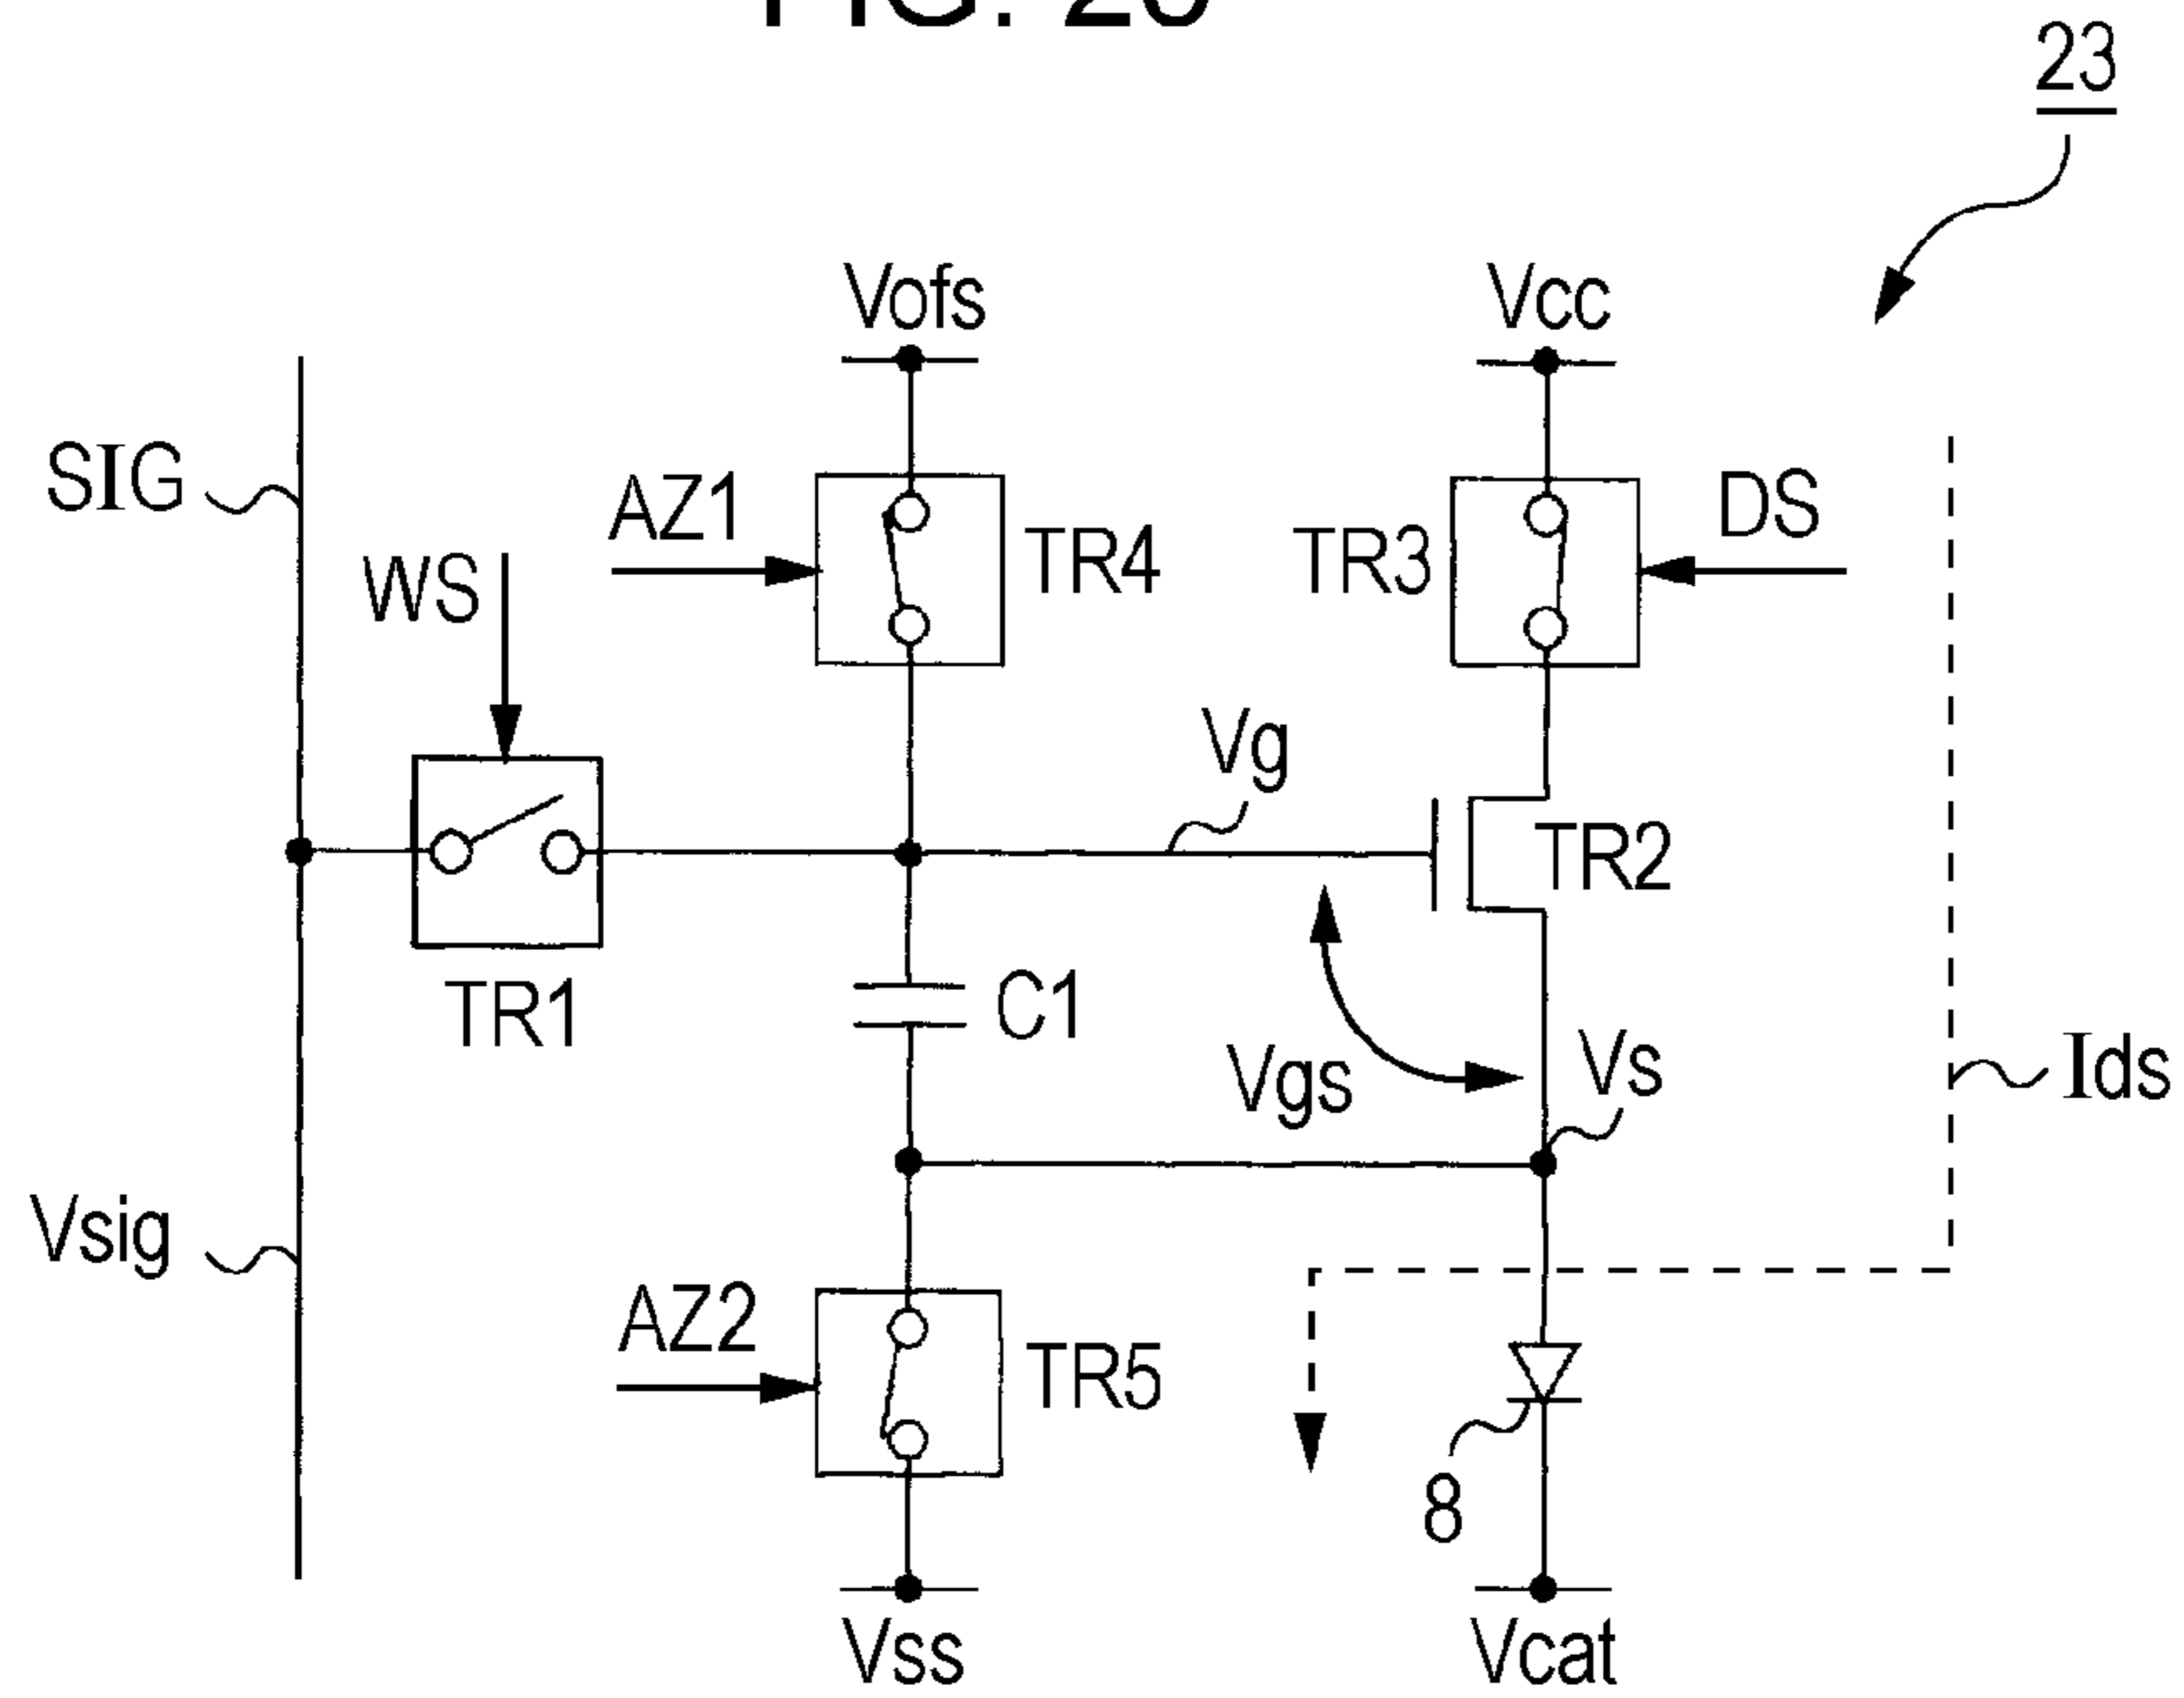 23
Vofs
Vcc
SIG
AZ1
TR4
TR3
DS
WS
Vg
TR2
TR1
C1
Vgs
Vs
Ids
Vsig
AZ2
TR5
8
Vss
Vcat